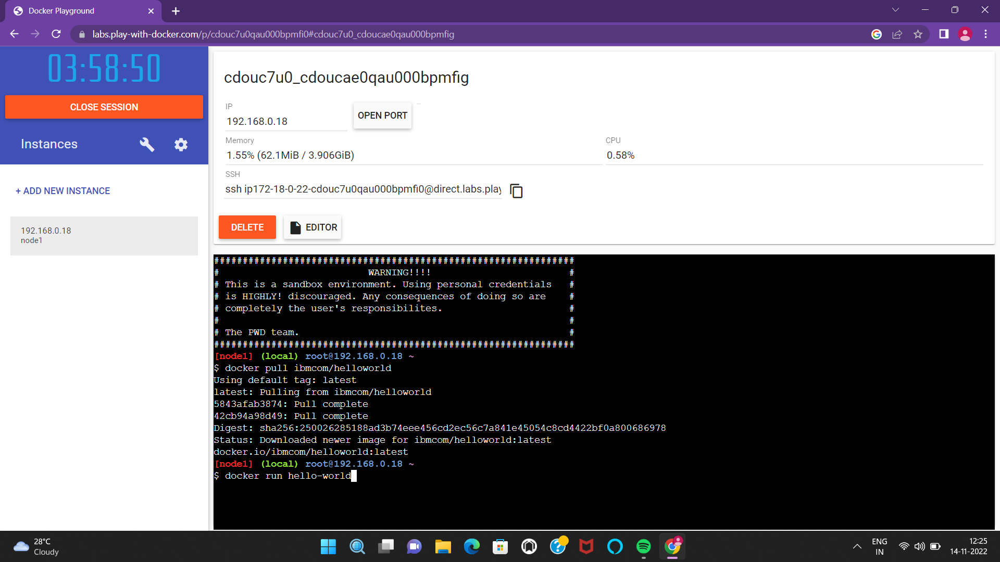 Docker Playground
labs.play-with-docker.com/p/cdouc7u0qau000bpmfi0#cdouc7u0_cdoucae0qau000bpmfig
03:58:50
CLOSE SESSION
Instances
+ ADD NEW INSTANCE
192.168.0.18
node1
cdouc7u0_cdoucae0qau000bpmfig
IP
192.168.0.18
OPEN PORT
Memory
1.55% (62.1MiB / 3.906GiB)
CPU
0.58%
SSH
ssh ip172-18-0-22-cdouc7u0qau000bpmfi0@direct.labs.play
DELETE
EDITOR
###############################################################
# WARNING!!!! #
# This is a sandbox environment. Using personal credentials #
# is HIGHLY! discouraged. Any consequences of doing so are #
# completely the user's responsibilites. #
# #
# The PWD team. #
###############################################################
[node1] (local) root@192.168.0.18 ~
$ docker pull ibmcom/helloworld
Using default tag: latest
latest: Pulling from ibmcom/helloworld
5843afab3874: Pull complete
42cb94a98d49: Pull complete
Digest: sha256:250026285188ad3b74eee456cd2ec56c7a841e45054c8cd4422bf0a800686978
Status: Downloaded newer image for ibmcom/helloworld:latest
docker.io/ibmcom/helloworld:latest
[node1] (local) root@192.168.0.18 ~
$ docker run hello-world
28°C
Cloudy
ENG
IN
12:25
14-11-2022